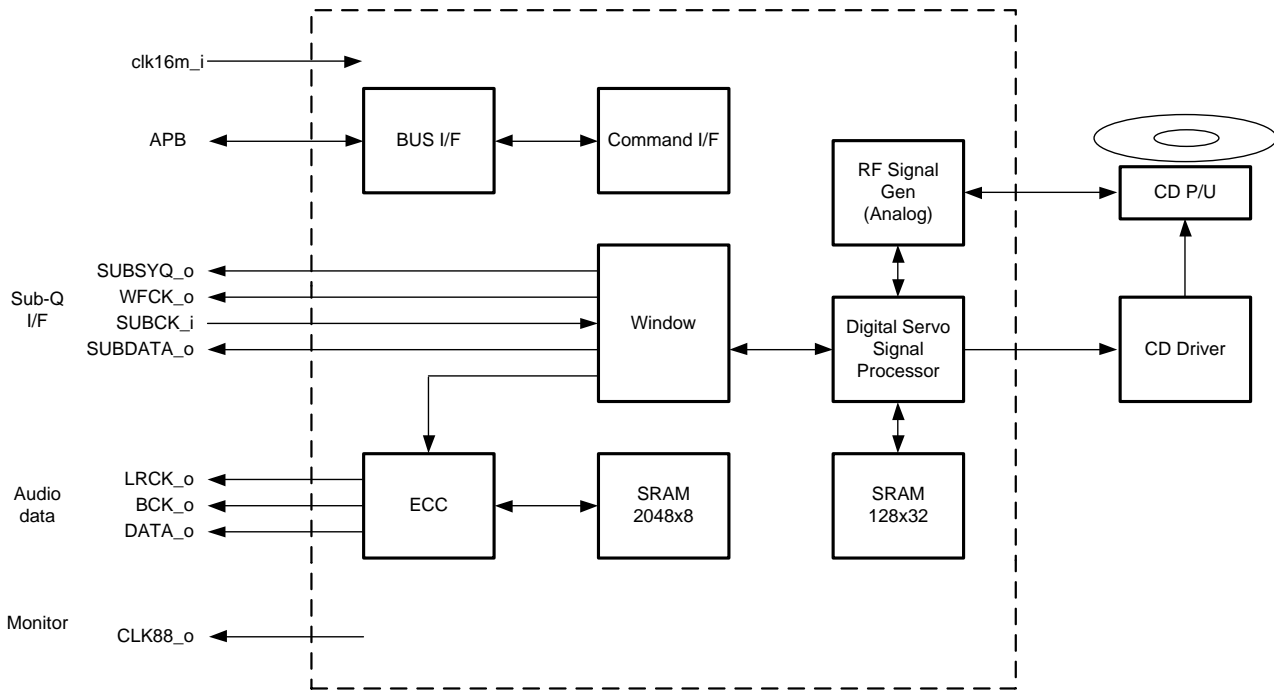 clk16m_i
APB
BUS I/F
Command I/F
RF Signal
Gen
(Analog)
CD P/U
Sub-Q
I/F
SUBSYQ_o
WFCK_o
SUBCK_i
SUBDATA_o
Window
Digital Servo
Signal
Processor
CD Driver
Audio
data
LRCK_o
BCK_o
DATA_o
ECC
SRAM
2048x8
SRAM
128x32
Monitor
CLK88_o